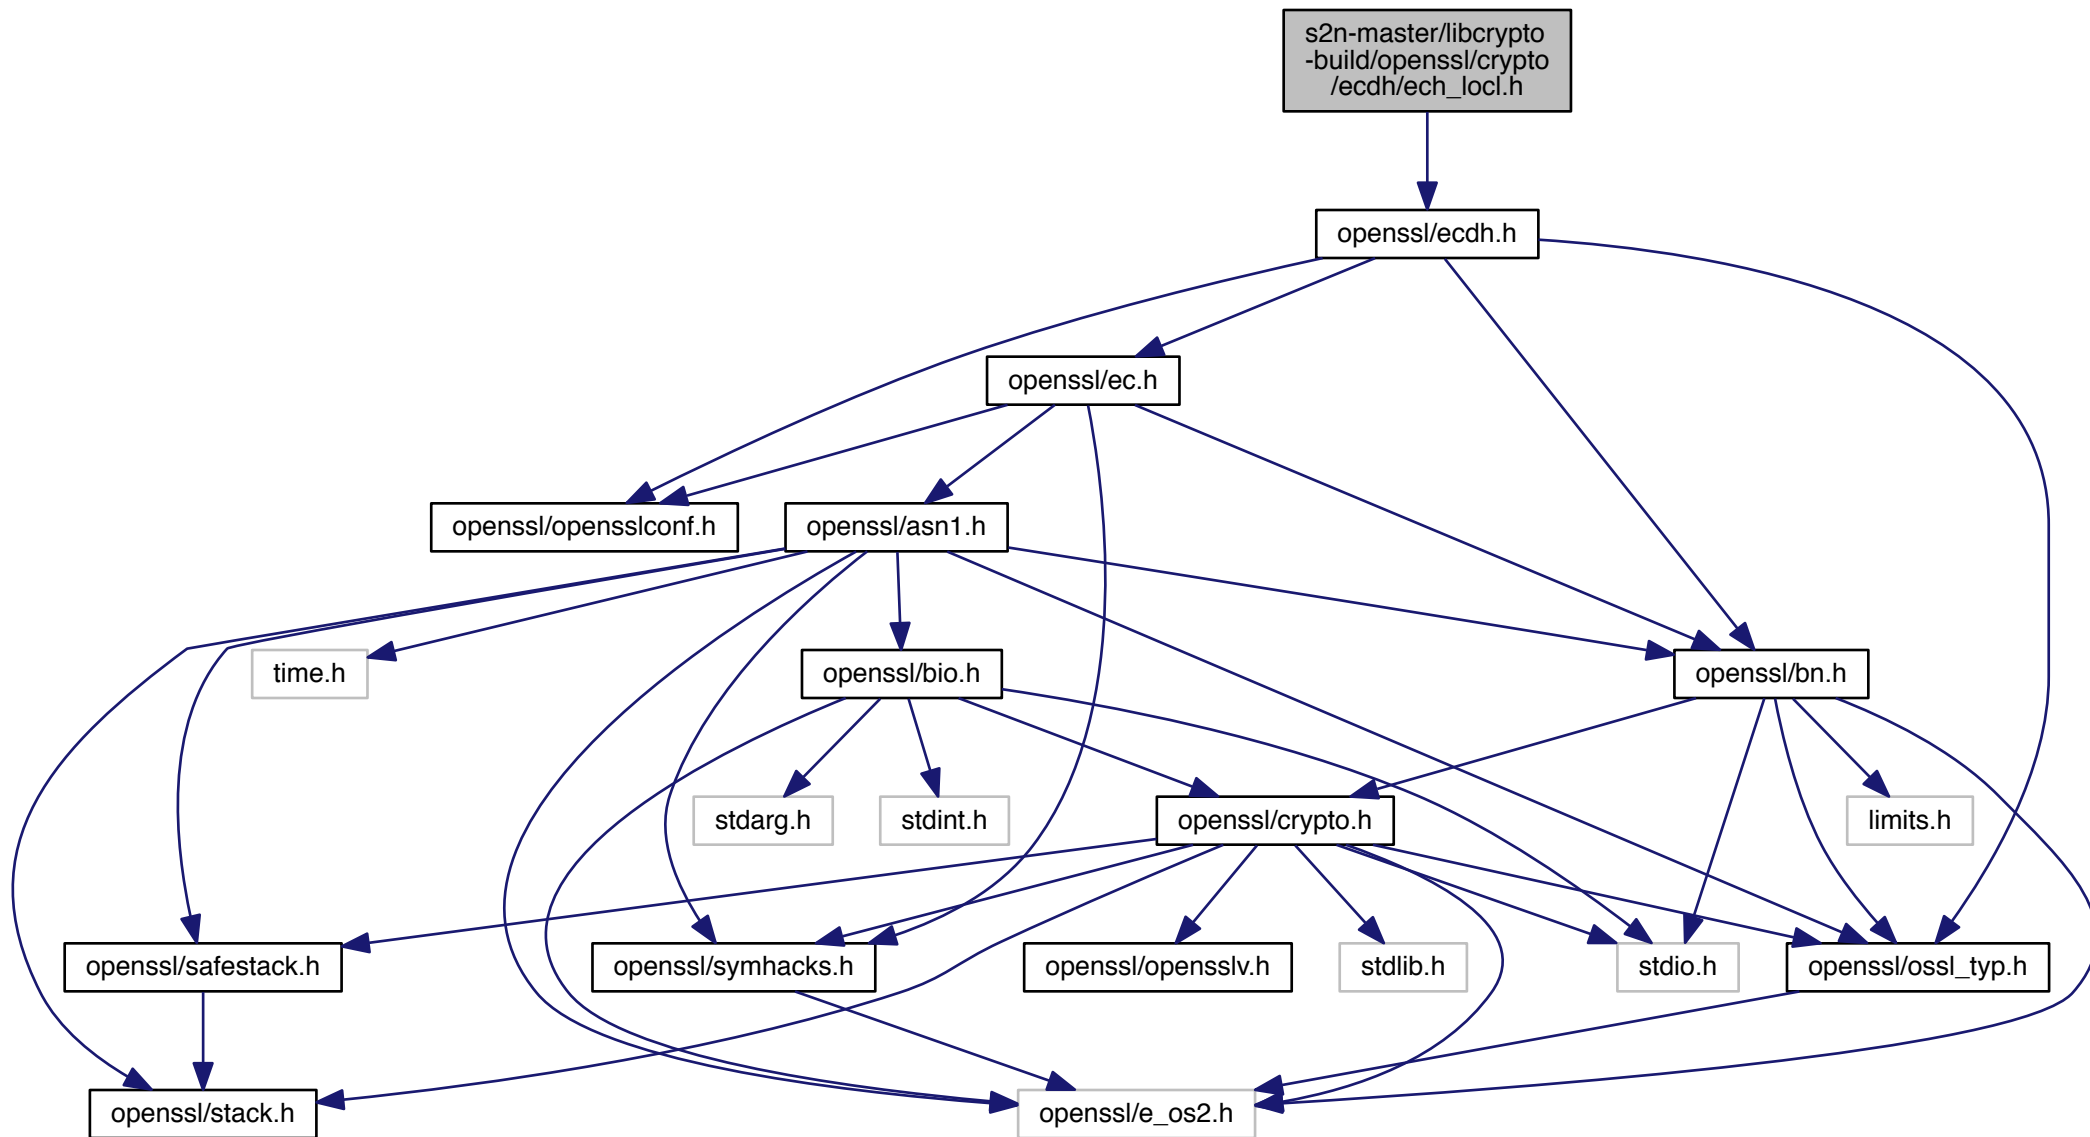 s2n-master/libcrypto
-build/openssl/crypto
/ecdh/ech_locl.h
openssl/ecdh.h
openssl/ec.h
openssl/opensslconf.h
openssl/asn1.h
time.h
openssl/bio.h
openssl/bn.h
stdarg.h
stdint.h
openssl/crypto.h
limits.h
openssl/safestack.h
openssl/symhacks.h
openssl/opensslv.h
stdlib.h
stdio.h
openssl/ossl_typ.h
openssl/stack.h
openssl/e_os2.h